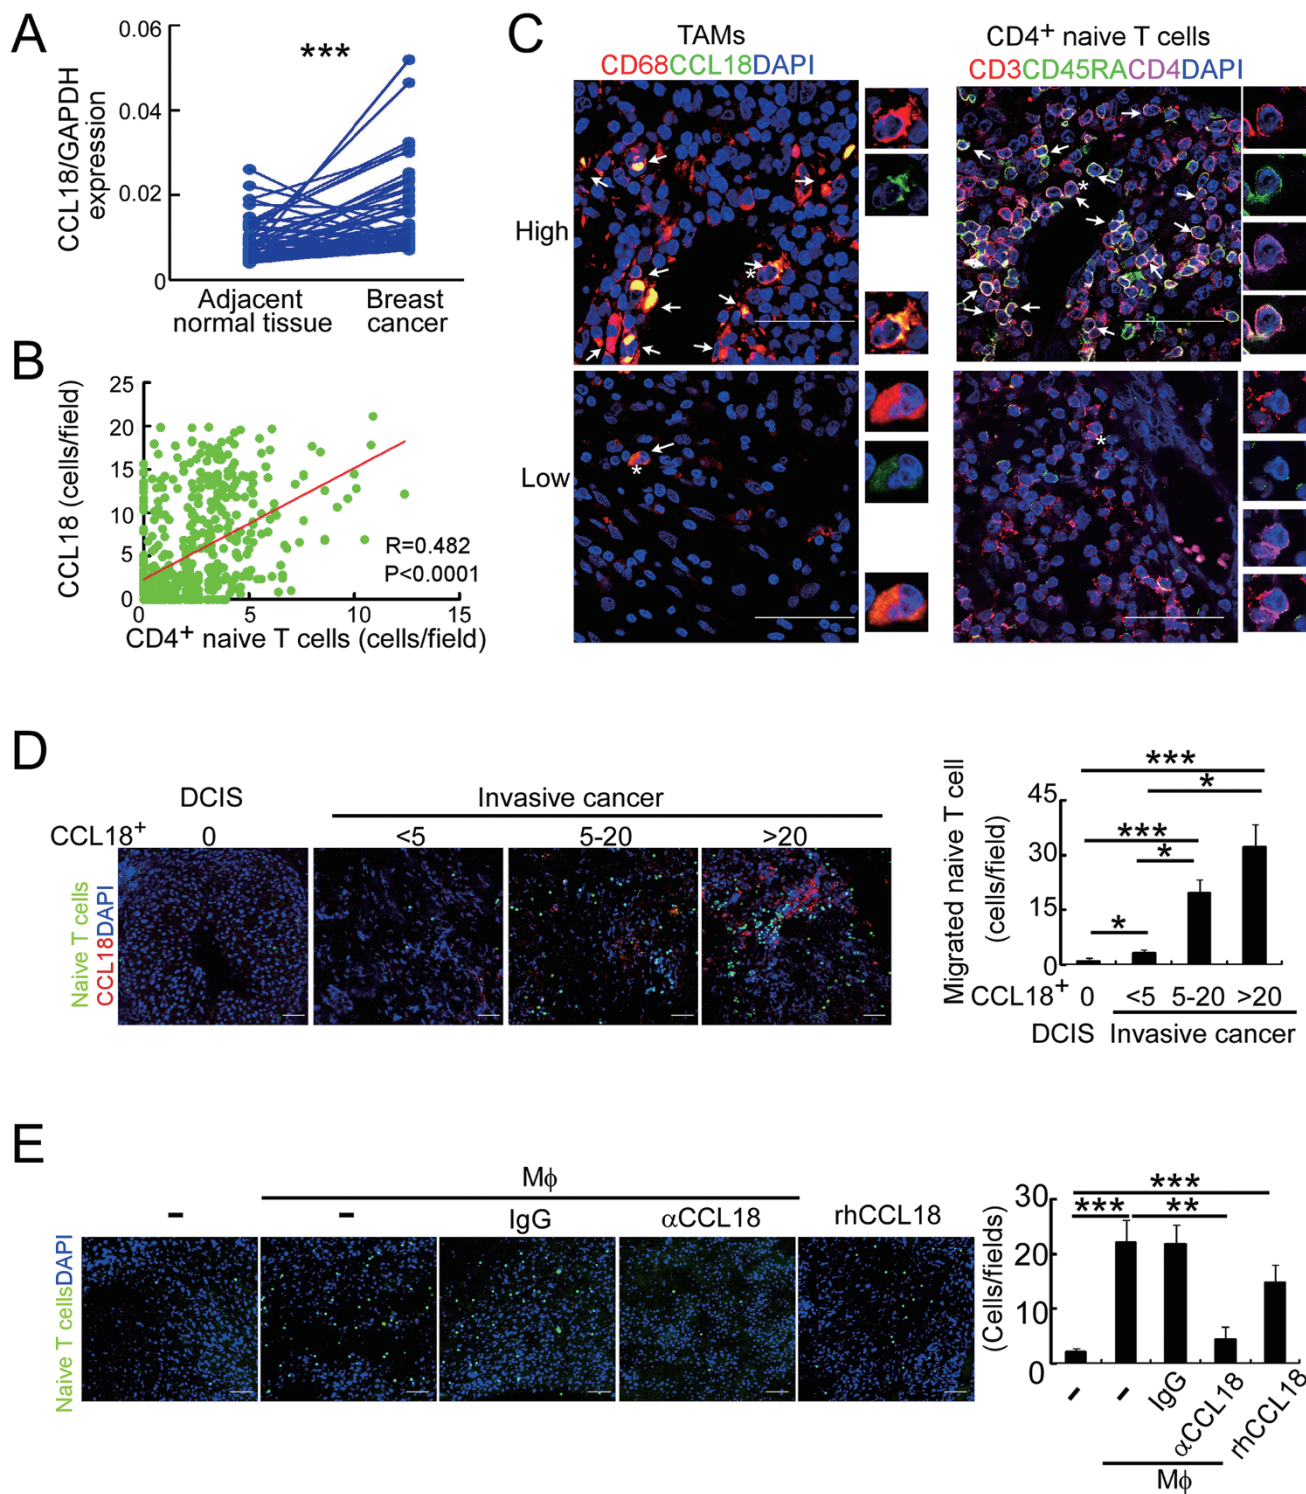 A
0.06
0.04
0.02
0
CCL18/GAPDH
expression
***
Adjacent
normal tissue
Breast
cancer
B
25
20
15
10
5
0
CCL18 (cells/field)
R=0.482
P<0.0001
0
5
10
15
CD4+ naive T cells (cells/field)
C
TAMs
CD68CCL18DAPI
CD4+ naive T cells
CD3CD45RACD4DAPI
High
*
*
Low
*
*
D
DCIS
Invasive cancer
CCL18+
0
<5
5-20
>20
Naive T cells
CCL18DAPI
Migrated naive T cell
(cells/field)
45
30
15
0
***
*
***
*
*
CCL18+
0
<5
5-20
>20
DCIS
Invasive cancer
E
Mϕ
-
-
IgG
αCCL18
rhCCL18
Naive T cellsDAPI
(Cells/fields)
30
20
10
0
***
***
**
-
-
IgG
αCCL18
rhCCL18
Mϕ